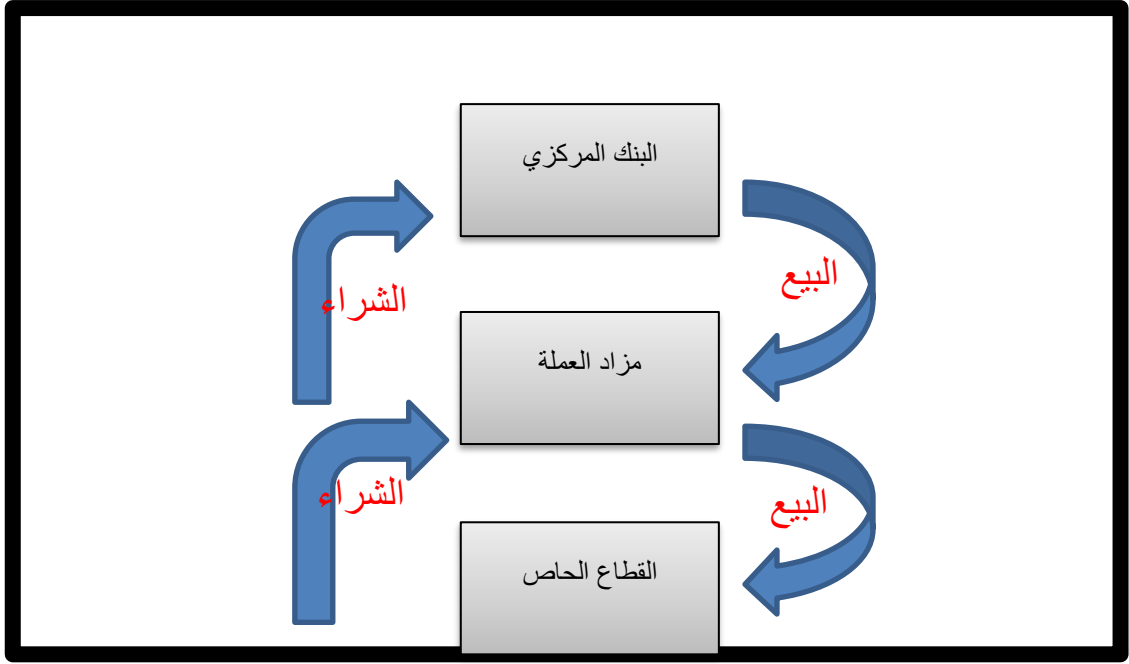 البنك المركزي
البيع
الشراء
مزاد العملة
الشراء
البيع
القطاع الحاص